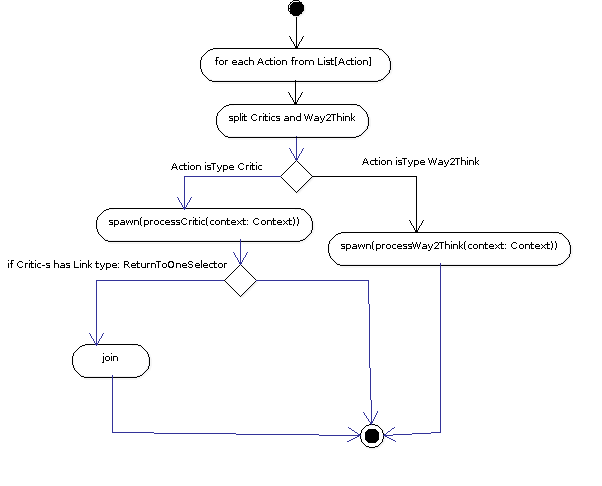 for each Action from List[Action]
split Critics and Way2Think
Action isType Critic
Action isType Way2Think
spawn(processCritic(context: Context))
spawn(processWay2Think(context: Context))
if Critic-s has Link type: ReturnToOneSelector
join